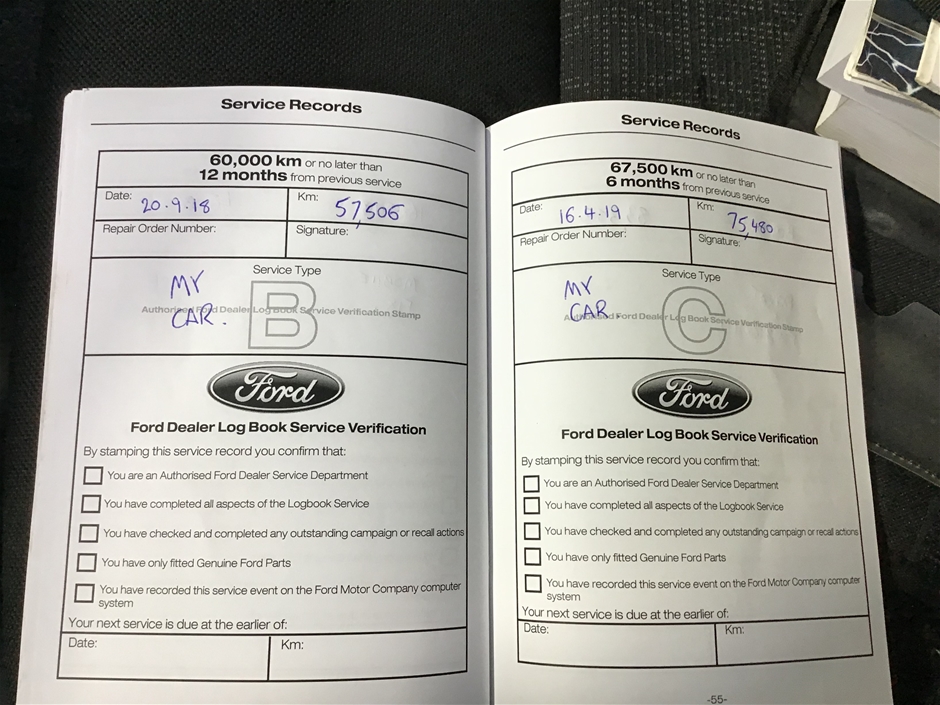 Service Records
60,000 km or no later than
12 months from previous service
Date: 20.9.18 Km: 57,506
Repair Order Number: Signature:
Service Type
MY
Authorised Ford Dealer Log Book Service Verification Stamp
CAR.
B
Ford
Ford Dealer Log Book Service Verification
By stamping this service record you confirm that:
You are an Authorised Ford Dealer Service Department
You have completed all aspects of the Logbook Service
You have checked and completed any outstanding campaign or recall actions
You have only fitted Genuine Ford Parts
You have recorded this service event on the Ford Motor Company computer
system
Your next service is due at the earlier of:
Date: Km:
Service Records
67,500 km or no later than
6 months from previous service
Date: 16.4.19 Km: 75,480
Repair Order Number: Signature:
Service Type
MY
CAR.
Authorised Ford Dealer Log Book Service Verification Stamp
C
Ford
Ford Dealer Log Book Service Verification
By stamping this service record you confirm that:
You are an Authorised Ford Dealer Service Department
You have completed all aspects of the Logbook Service
You have checked and completed any outstanding campaign or recall actions
You have only fitted Genuine Ford Parts
You have recorded this service event on the Ford Motor Company computer
system
Your next service is due at the earlier of:
Date: Km:
-55-